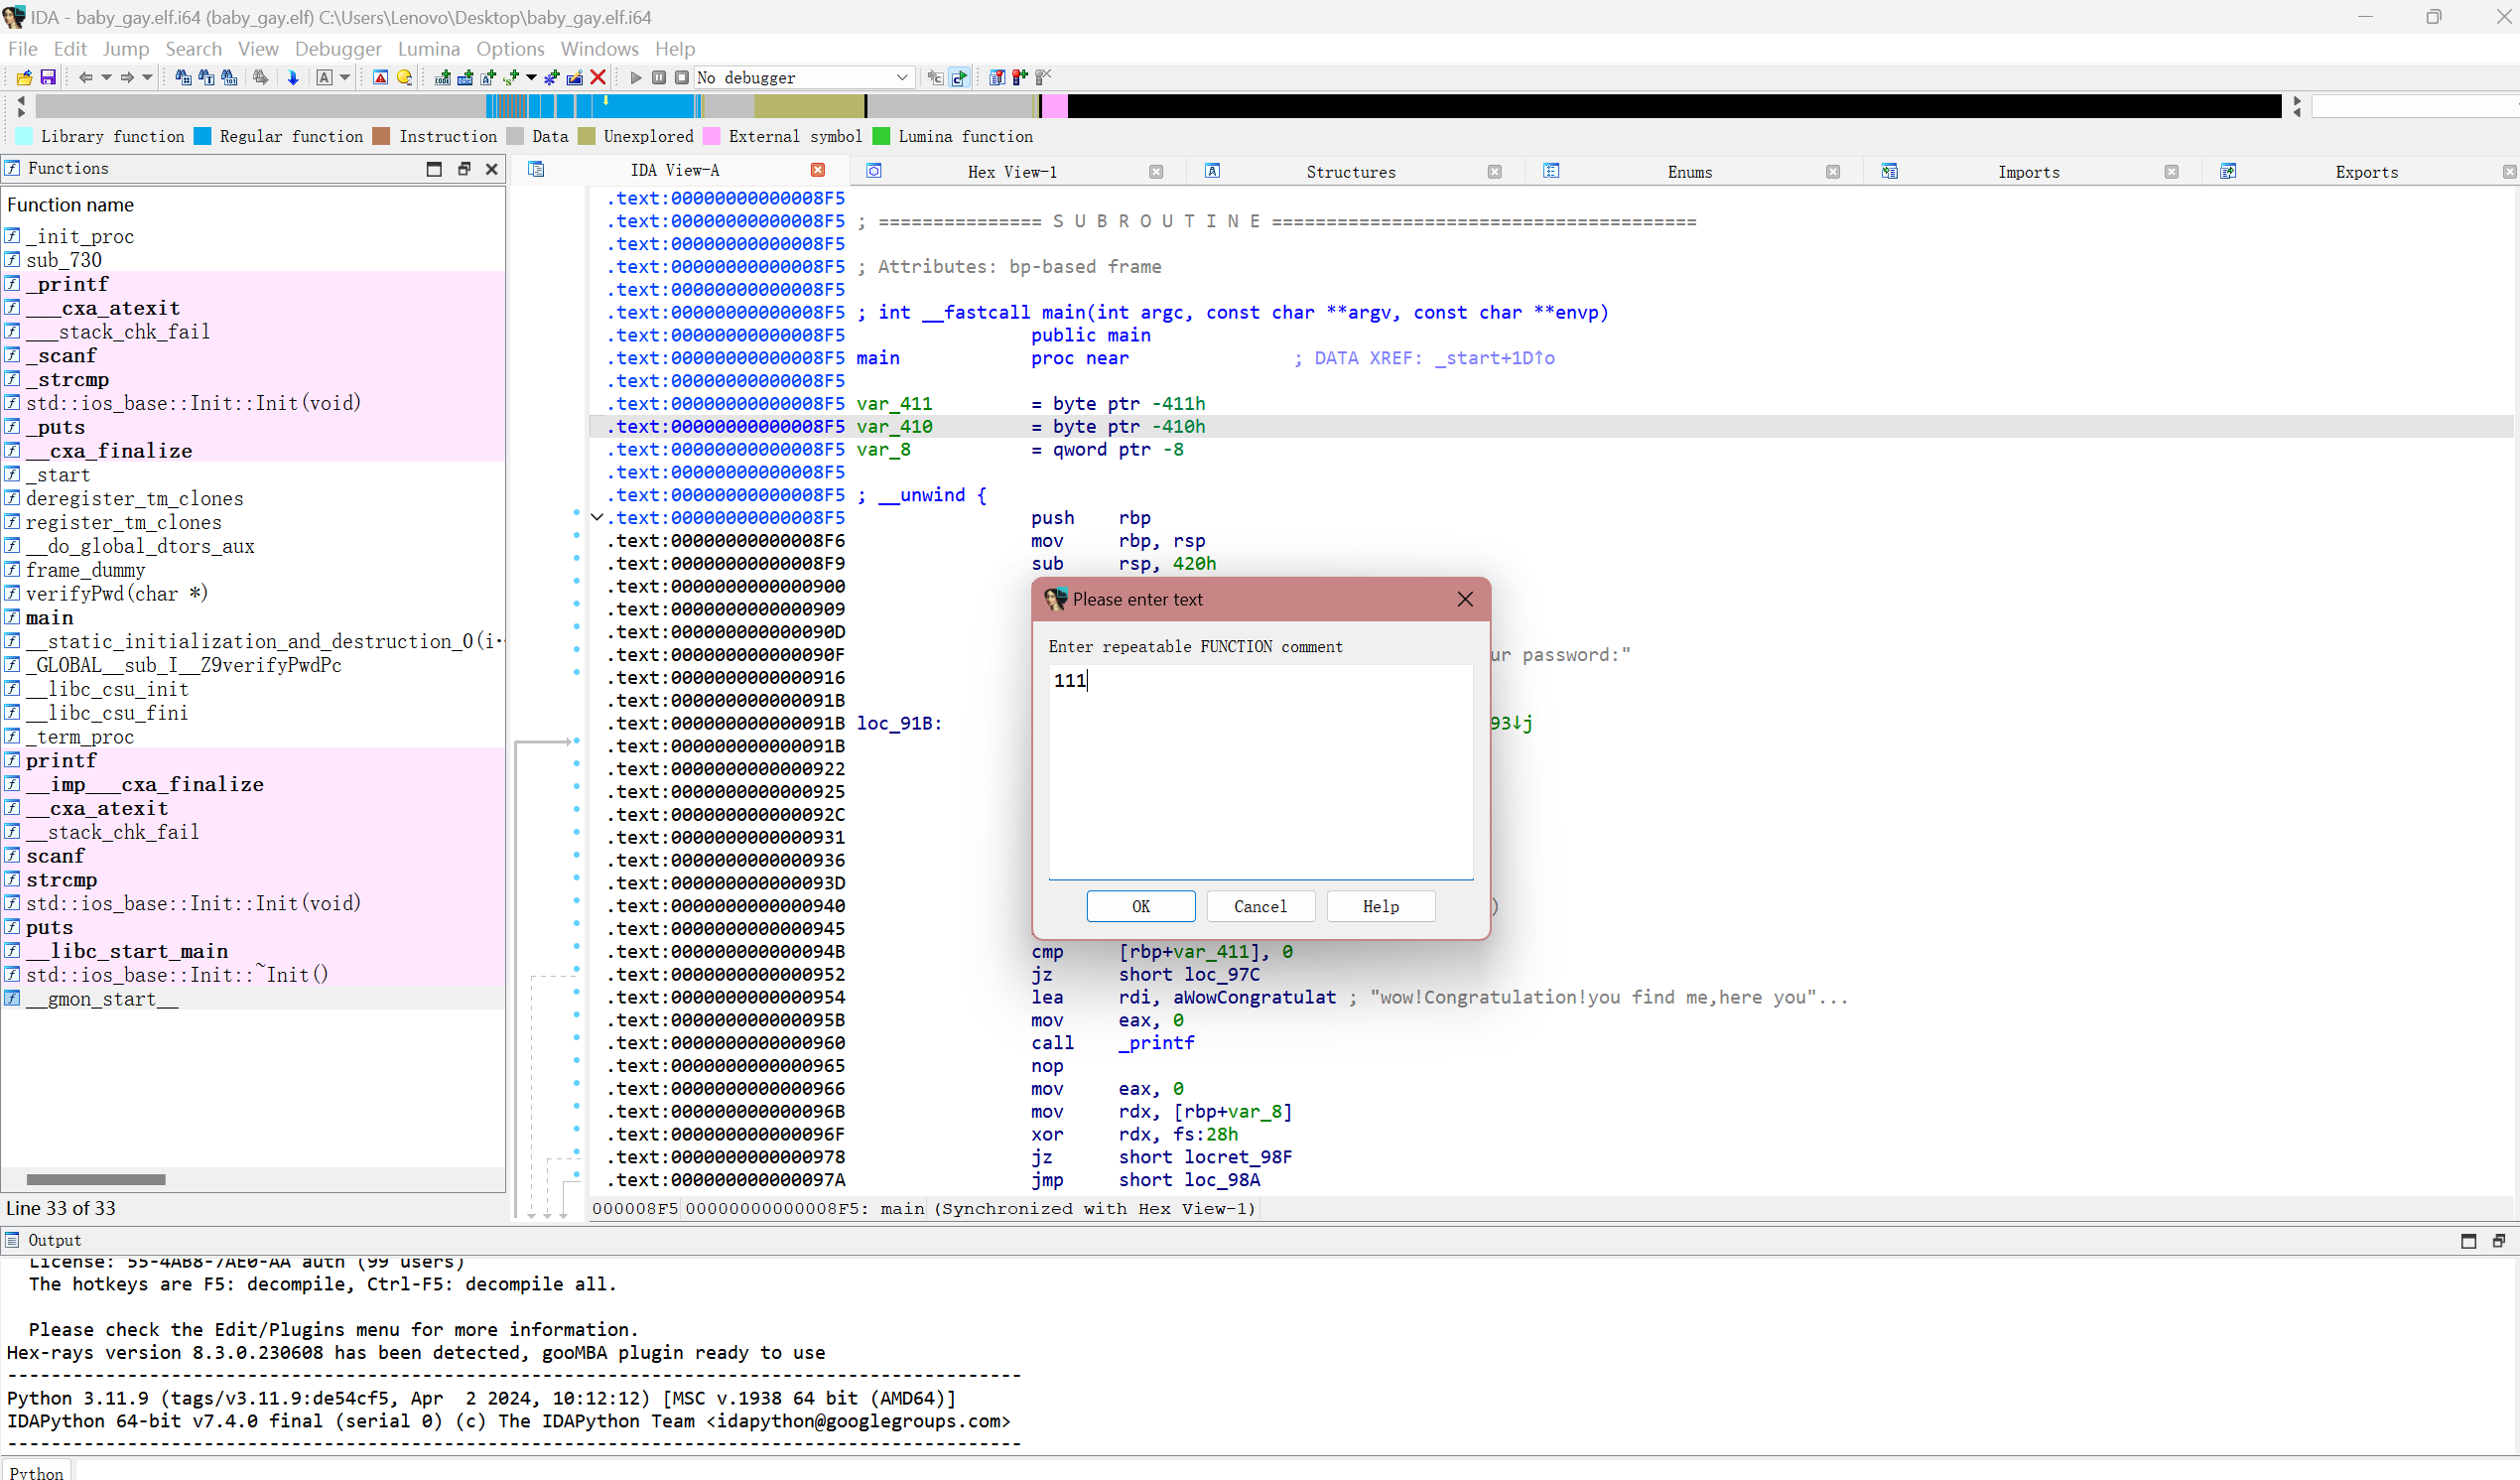 IDA - baby_gay.elf.i64 (baby_gay.elf) C:\Users\Lenovo\Desktop\baby_gay.elf.i64
File Edit Jump Search View Debugger Lumina Options Windows Help
No debugger
Library function Regular function Instruction Data Unexplored External symbol Lumina function
Functions
Function name
_init_proc
sub_730
_printf
___cxa_atexit
___stack_chk_fail
_scanf
_strcmp
std::ios_base::Init::Init(void)
_puts
__cxa_finalize
_start
deregister_tm_clones
register_tm_clones
__do_global_dtors_aux
frame_dummy
verifyPwd(char *)
main
__static_initialization_and_destruction_0(i⋯
_GLOBAL__sub_I__Z9verifyPwdPc
__libc_csu_init
__libc_csu_fini
_term_proc
printf
__imp___cxa_finalize
__cxa_atexit
__stack_chk_fail
scanf
strcmp
std::ios_base::Init::Init(void)
puts
__libc_start_main
std::ios_base::Init::~Init()
__gmon_start__
Line 33 of 33
IDA View-A Hex View-1 Structures Enums Imports Exports
.text:00000000000008F5
.text:00000000000008F5 ; =============== S U B R O U T I N E =======================================
.text:00000000000008F5
.text:00000000000008F5 ; Attributes: bp-based frame
.text:00000000000008F5
.text:00000000000008F5 ; int __fastcall main(int argc, const char **argv, const char **envp)
.text:00000000000008F5 public main
.text:00000000000008F5 main proc near ; DATA XREF: _start+1D↑o
.text:00000000000008F5
.text:00000000000008F5 var_411 = byte ptr -411h
.text:00000000000008F5 var_410 = byte ptr -410h
.text:00000000000008F5 var_8 = qword ptr -8
.text:00000000000008F5
.text:00000000000008F5 ; __unwind {
.text:00000000000008F5 push rbp
.text:00000000000008F6 mov rbp, rsp
.text:00000000000008F9 sub rsp, 420h
.text:0000000000000900
.text:0000000000000909
.text:000000000000090D
.text:000000000000090F ur password:"
.text:0000000000000916
.text:000000000000091B
.text:000000000000091B loc_91B: 93↓j
.text:000000000000091B
.text:0000000000000922
.text:0000000000000925
.text:000000000000092C
.text:0000000000000931
.text:0000000000000936
.text:000000000000093D
.text:0000000000000940 )
.text:0000000000000945
.text:000000000000094B cmp [rbp+var_411], 0
.text:0000000000000952 jz short loc_97C
.text:0000000000000954 lea rdi, aWowCongratulat ; "wow!Congratulation!you find me,here you"...
.text:000000000000095B mov eax, 0
.text:0000000000000960 call _printf
.text:0000000000000965 nop
.text:0000000000000966 mov eax, 0
.text:000000000000096B mov rdx, [rbp+var_8]
.text:000000000000096F xor rdx, fs:28h
.text:0000000000000978 jz short locret_98F
.text:000000000000097A jmp short loc_98A
000008F5 00000000000008F5: main (Synchronized with Hex View-1)
Please enter text
Enter repeatable FUNCTION comment
111
OK Cancel Help
Output
License: 55-4AB8-7AE0-AA auth (99 users)
The hotkeys are F5: decompile, Ctrl-F5: decompile all.
Please check the Edit/Plugins menu for more information.
Hex-rays version 8.3.0.230608 has been detected, gooMBA plugin ready to use
---------------------------------------------------------------------------------------------
Python 3.11.9 (tags/v3.11.9:de54cf5, Apr  2 2024, 10:12:12) [MSC v.1938 64 bit (AMD64)]
IDAPython 64-bit v7.4.0 final (serial 0) (c) The IDAPython Team <idapython@googlegroups.com>
---------------------------------------------------------------------------------------------
Python